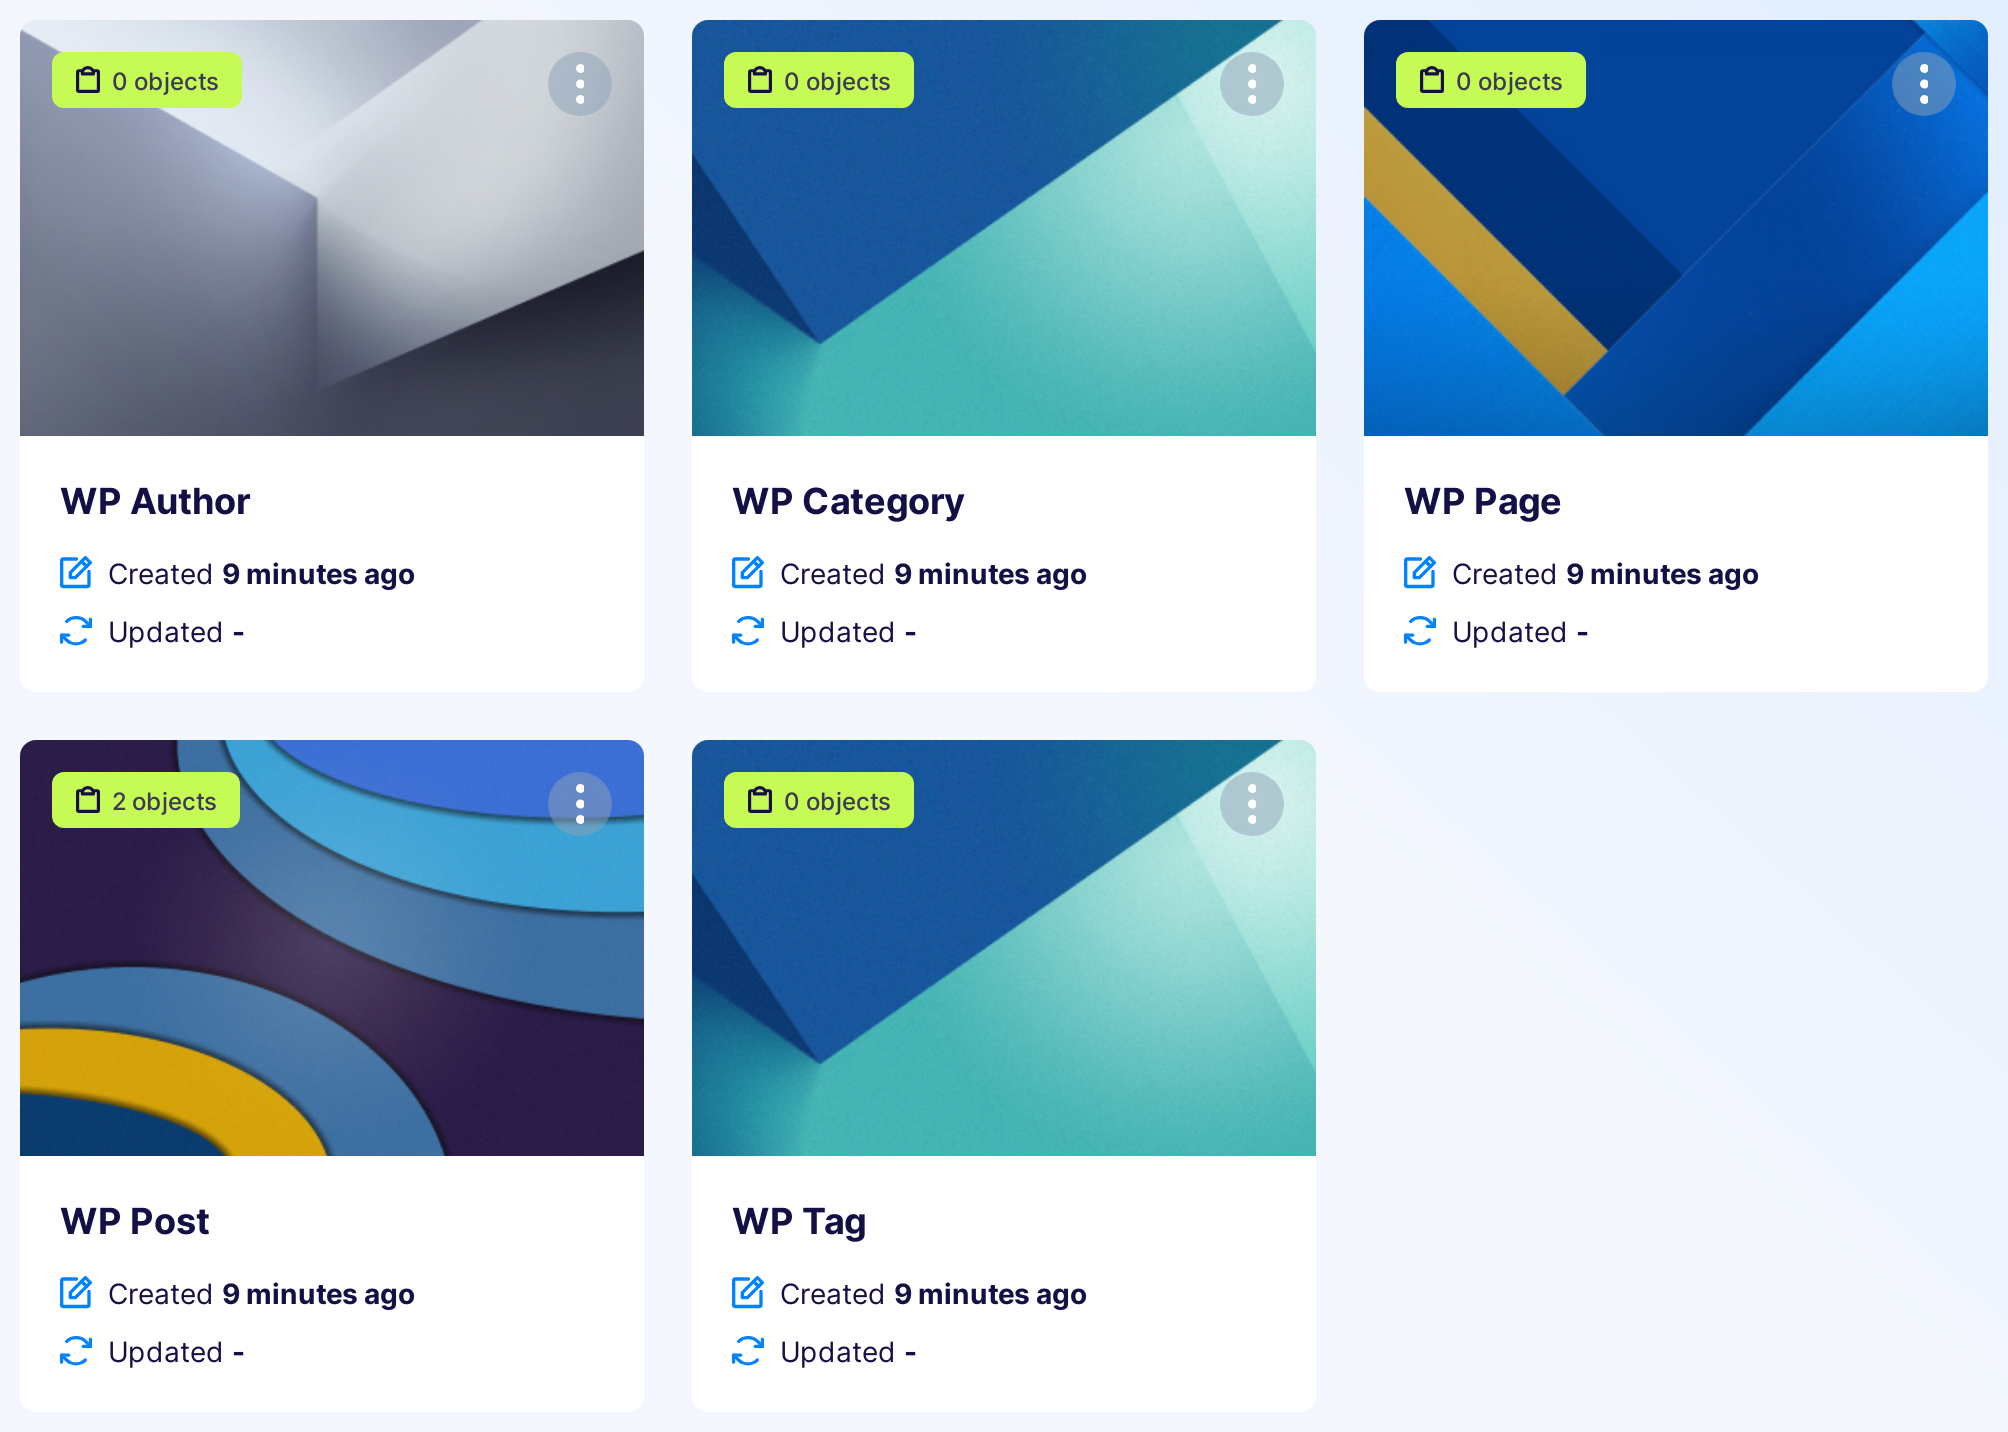 0 objects
WP Author
Created 9 minutes ago
Updated -
0 objects
WP Category
Created 9 minutes ago
Updated -
0 objects
WP Page
Created 9 minutes ago
Updated -
2 objects
WP Post
Created 9 minutes ago
Updated -
0 objects
WP Tag
Created 9 minutes ago
Updated -